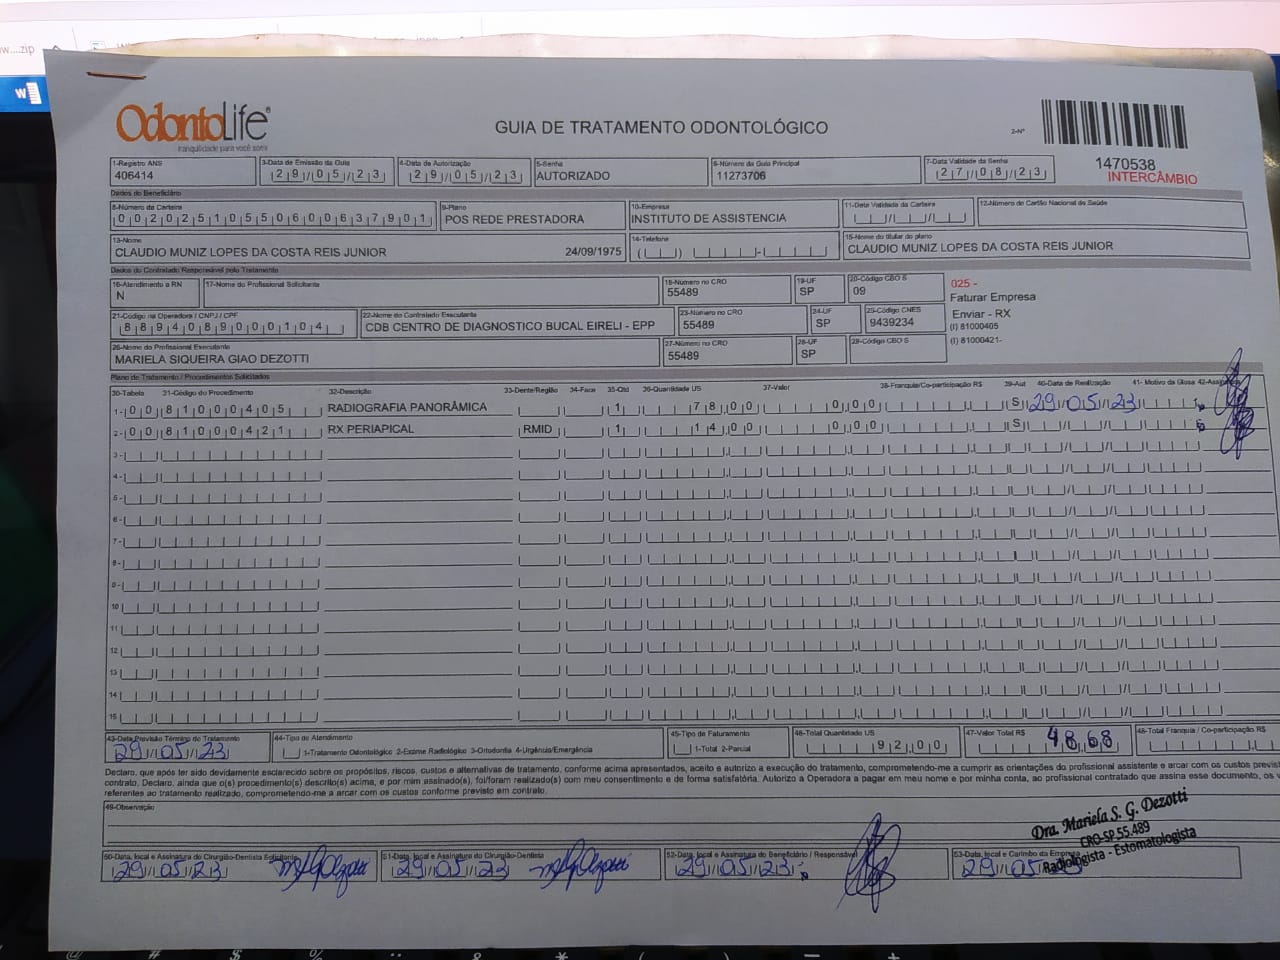 OdontoLife®
tranquilidade para você sorrir
GUIA DE TRATAMENTO ODONTOLÓGICO
2-Nº
1470538
INTERCÂMBIO
1-Registro ANS
406414
3-Data de Emissão da Guia
29/05/23
4-Data de Autorização
29/05/23
5-Senha
AUTORIZADO
6-Número da Guia Principal
11273706
7-Data Validade da Senha
27/08/23
Dados do Beneficiário
8-Número da Carteira
00202510550600637901
9-Plano
POS REDE PRESTADORA
10-Empresa
INSTITUTO DE ASSISTENCIA
11-Data Validade da Carteira
12-Número do Cartão Nacional de Saúde
13-Nome
CLAUDIO MUNIZ LOPES DA COSTA REIS JUNIOR 24/09/1975
14-Telefone
15-Nome do titular do plano
CLAUDIO MUNIZ LOPES DA COSTA REIS JUNIOR
Dados do Contratado Responsável pelo Tratamento
16-Atendimento a RN
N
17-Nome do Profissional Solicitante
18-Número no CRO
55489
19-UF
SP
20-Código CBO S
09
025 -
Faturar Empresa
Enviar - RX
(I) 81000405
(I) 81000421-
21-Código na Operadora / CNPJ / CPF
88940890000104
22-Nome do Contratado Executante
CDB CENTRO DE DIAGNOSTICO BUCAL EIRELI - EPP
23-Número no CRO
55489
24-UF
SP
25-Código CNES
9439234
26-Nome do Profissional Executante
MARIELA SIQUEIRA GIAO DEZOTTI
27-Número no CRO
55489
28-UF
SP
29-Código CBO S
Plano de Tratamento / Procedimentos Solicitados
30-Tabela 31-Código do Procedimento 32-Descrição 33-Dente/Região 34-Face 35-Qtd 36-Quantidade US 37-Valor 38-Franquia/Co-participação R$ 39-Aut 40-Data de Realização 41- Motivo da Glosa 42-Assinatura
1- 00 81000405 RADIOGRAFIA PANORÂMICA 1 78,00 0,00 S 29/05/23
2- 00 81000421 RX PERIAPICAL RMID 1 14,00 0,00 S
3-
4-
5-
6-
7-
8-
9-
10
11
12
13
14
15
43-Data Previsão Término do Tratamento
29/05/23
44-Tipo de Atendimento
1-Tratamento Odontológico 2-Exame Radiológico 3-Ortodontia 4-Urgência/Emergência
45-Tipo de Faturamento
1-Total 2-Parcial
46-Total Quantidade US
92,00
47-Valor Total R$
48,68
48-Total Franquia / Co-participação R$
Declaro, que após ter sido devidamente esclarecido sobre os propósitos, riscos, custos e alternativas de tratamento, conforme acima apresentados, aceito e autorizo a execução do tratamento, comprometendo-me a cumprir as orientações do profissional assistente e arcar com os custos
contrato. Declaro, ainda que o(s) procedimento(s) descrito(s) acima, e por mim assinado(s), foi/foram realizado(s) com meu consentimento e de forma satisfatória. Autorizo a Operadora a pagar em meu nome e por minha conta, ao profissional contratado que assina esse documento, os
referentes ao tratamento realizado, comprometendo-me a arcar com os custos conforme previsto em contrato.
49-Observação
Dra. Mariela S. G. Dezotti
CRO-SP 55.489
Radiologista - Estomatologista
50-Data, local e Assinatura do Cirurgião-Dentista Solicitante
29/05/23
51-Data, local e Assinatura do Cirurgião-Dentista
29/05/23
52-Data, local e Assinatura do Beneficiário / Responsável
29/05/23
53-Data, local e Carimbo da Empresa
29/05/23